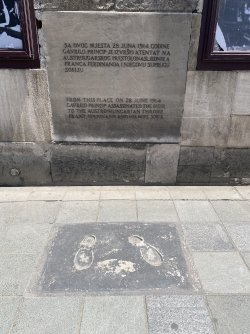 SA OVOG MJESTA 28. JUNA 1914. GODINE
GAVRILO PRINCIP JE IZVRŠIO ATENTAT NA
AUSTROUGARSKOG PRESTOLONASLJEDNIKA
FRANCA FERDINANDA I NJEGOVU SUPRUGU
SOFIJU
FROM THIS PLACE ON 28 JUNE 1914
GAVRILO PRINCIP ASSASSINATED THE HEIR
TO THE AUSTRO-HUNGARIAN THRONE
FRANZ FERDINAND AND HIS WIFE SOFIA